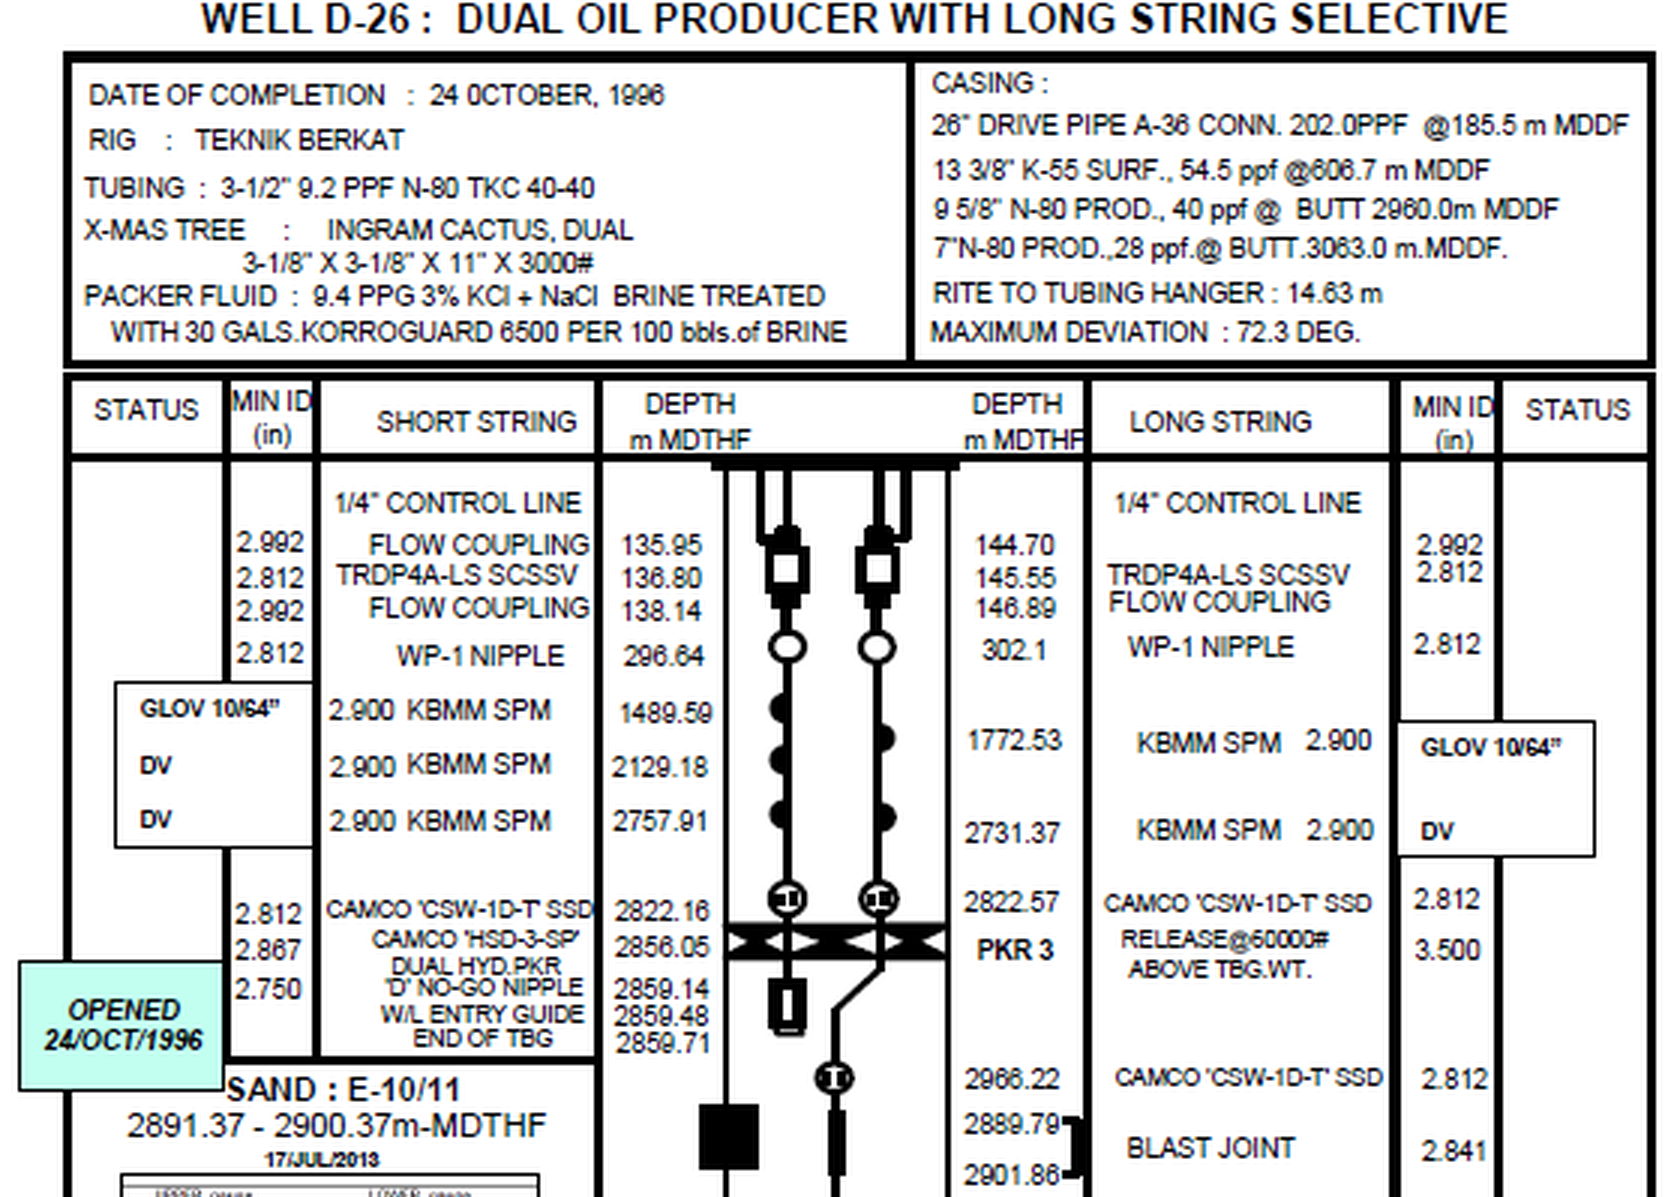 WELL D-26 : DUAL OIL PRODUCER WITH LONG STRING SELECTIVE
DATE OF COMPLETION : 24 0CTOBER, 1996
RIG : TEKNIK BERKAT
TUBING : 3-1/2" 9.2 PPF N-80 TKC 40-40
X-MAS TREE : INGRAM CACTUS, DUAL
3-1/8" X 3-1/8" X 11" X 3000#
PACKER FLUID : 9.4 PPG 3% KCl + NaCl BRINE TREATED
WITH 30 GALS.KORROGUARD 6500 PER 100 bbls.of BRINE
CASING :
26" DRIVE PIPE A-36 CONN. 202.0PPF @185.5 m MDDF
13 3/8" K-55 SURF., 54.5 ppf @606.7 m MDDF
9 5/8" N-80 PROD., 40 ppf @ BUTT 2960.0m MDDF
7"N-80 PROD.,28 ppf.@ BUTT.3063.0 m.MDDF.
RITE TO TUBING HANGER : 14.63 m
MAXIMUM DEVIATION : 72.3 DEG.
STATUS MIN ID (in) SHORT STRING DEPTH m MDTHF DEPTH m MDTHF LONG STRING MIN ID (in) STATUS
1/4" CONTROL LINE 1/4" CONTROL LINE
2.992 FLOW COUPLING 135.95 144.70 2.992
2.812 TRDP4A-LS SCSSV 136.80 145.55 TRDP4A-LS SCSSV 2.812
2.992 FLOW COUPLING 138.14 146.89 FLOW COUPLING
2.812 WP-1 NIPPLE 296.64 302.1 WP-1 NIPPLE 2.812
GLOV 10/64" 2.900 KBMM SPM 1489.59
1772.53 KBMM SPM 2.900 GLOV 10/64"
DV 2.900 KBMM SPM 2129.18
DV 2.900 KBMM SPM 2757.91
2731.37 KBMM SPM 2.900 DV
2.812 CAMCO 'CSW-1D-T' SSD 2822.16 2822.57 CAMCO 'CSW-1D-T' SSD 2.812
2.867 CAMCO 'HSD-3-SP' 2856.05 PKR 3 RELEASE@60000# 3.500
DUAL HYD.PKR ABOVE TBG.WT.
2.750 'D' NO-GO NIPPLE 2859.14
W/L ENTRY GUIDE 2859.48
END OF TBG 2859.71
OPENED
24/OCT/1996
2966.22 CAMCO 'CSW-1D-T' SSD 2.812
SAND : E-10/11
2891.37 - 2900.37m-MDTHF
17/JUL/2013
2889.79
BLAST JOINT 2.841
2901.86